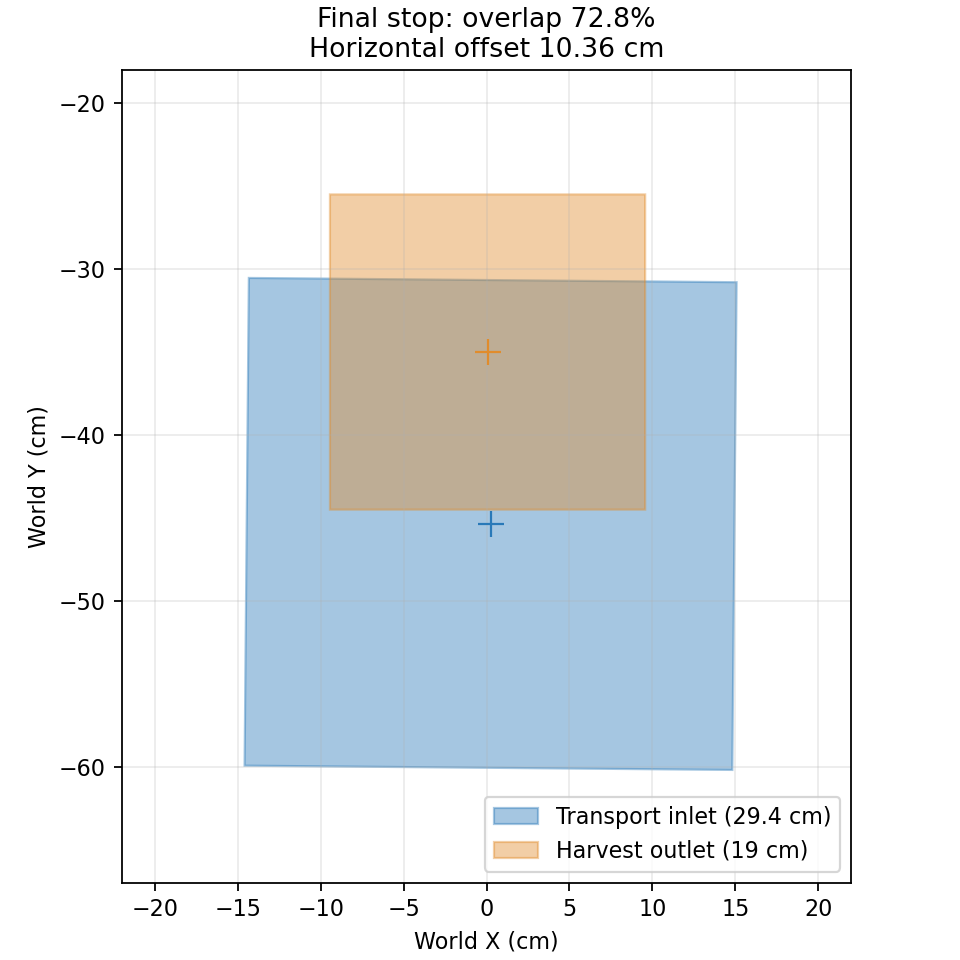 Final stop: overlap 72.8%
Horizontal offset 10.36 cm
−20
−30
−40
−50
−60
World Y (cm)
Transport inlet (29.4 cm)
Harvest outlet (19 cm)
−20 −15 −10 −5 0 5 10 15 20
World X (cm)